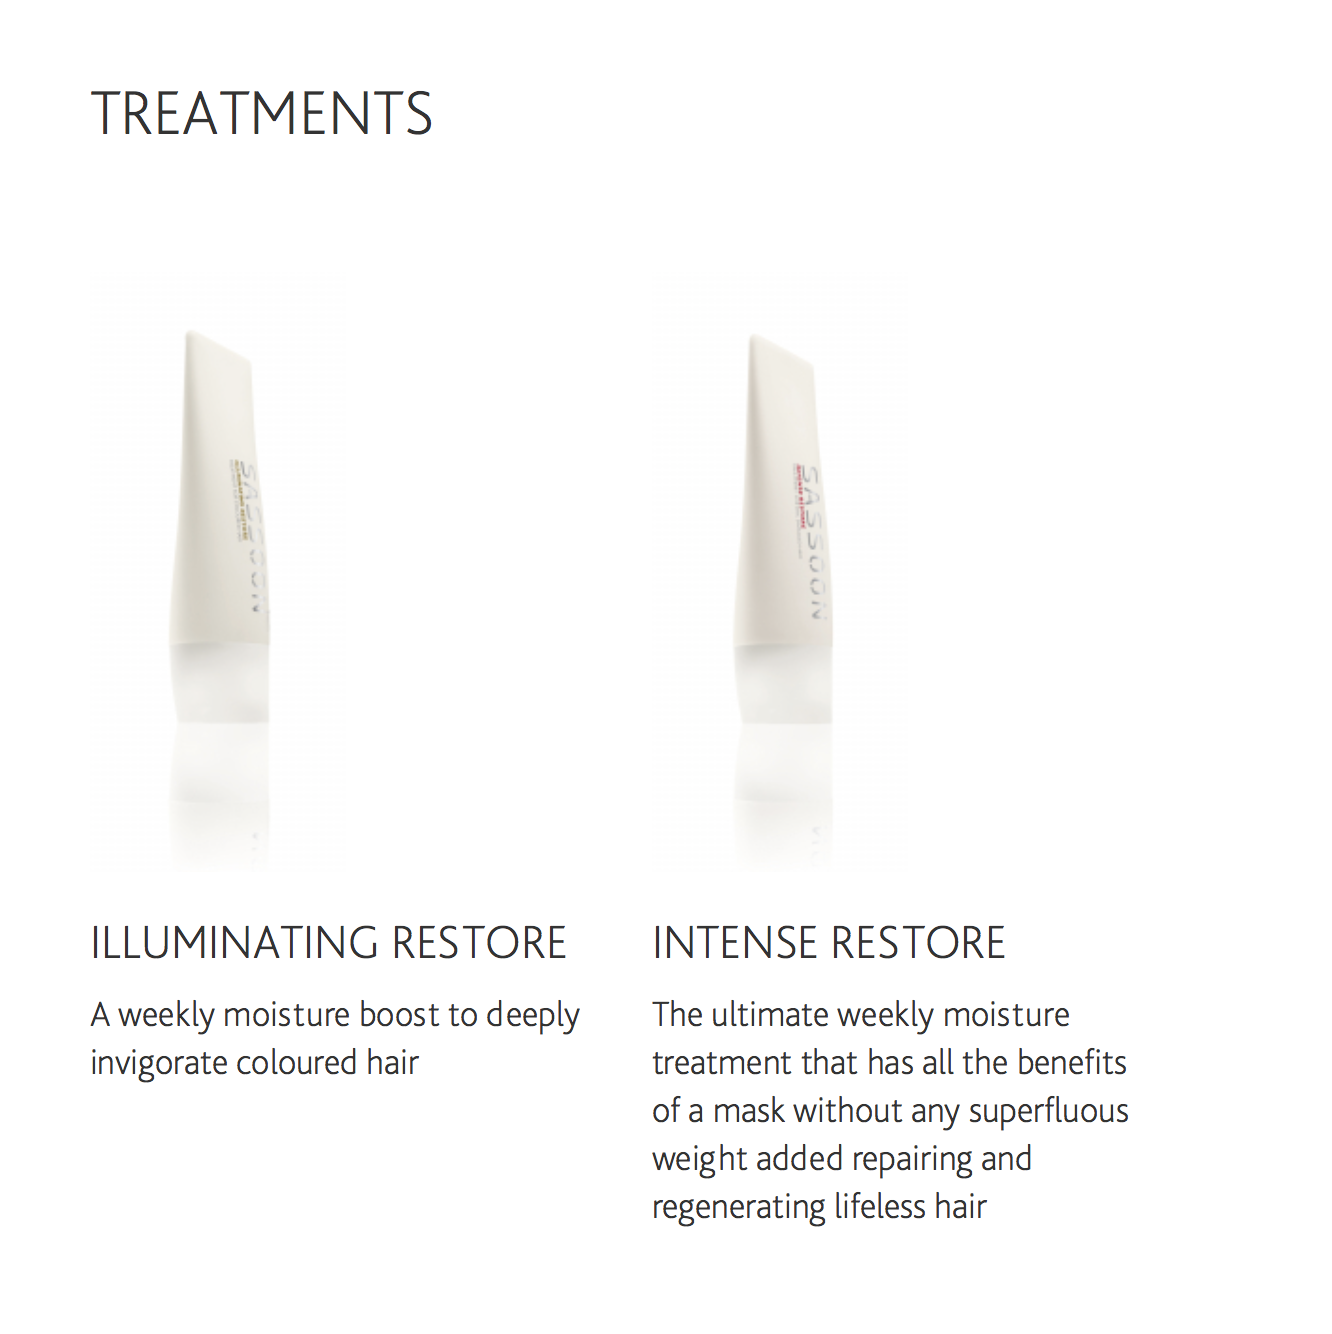 TREATMENTS
SASSOON
SASSOON
ILLUMINATING RESTORE
A weekly moisture boost to deeply
invigorate coloured hair
INTENSE RESTORE
The ultimate weekly moisture
treatment that has all the benefits
of a mask without any superfluous
weight added repairing and
regenerating lifeless hair